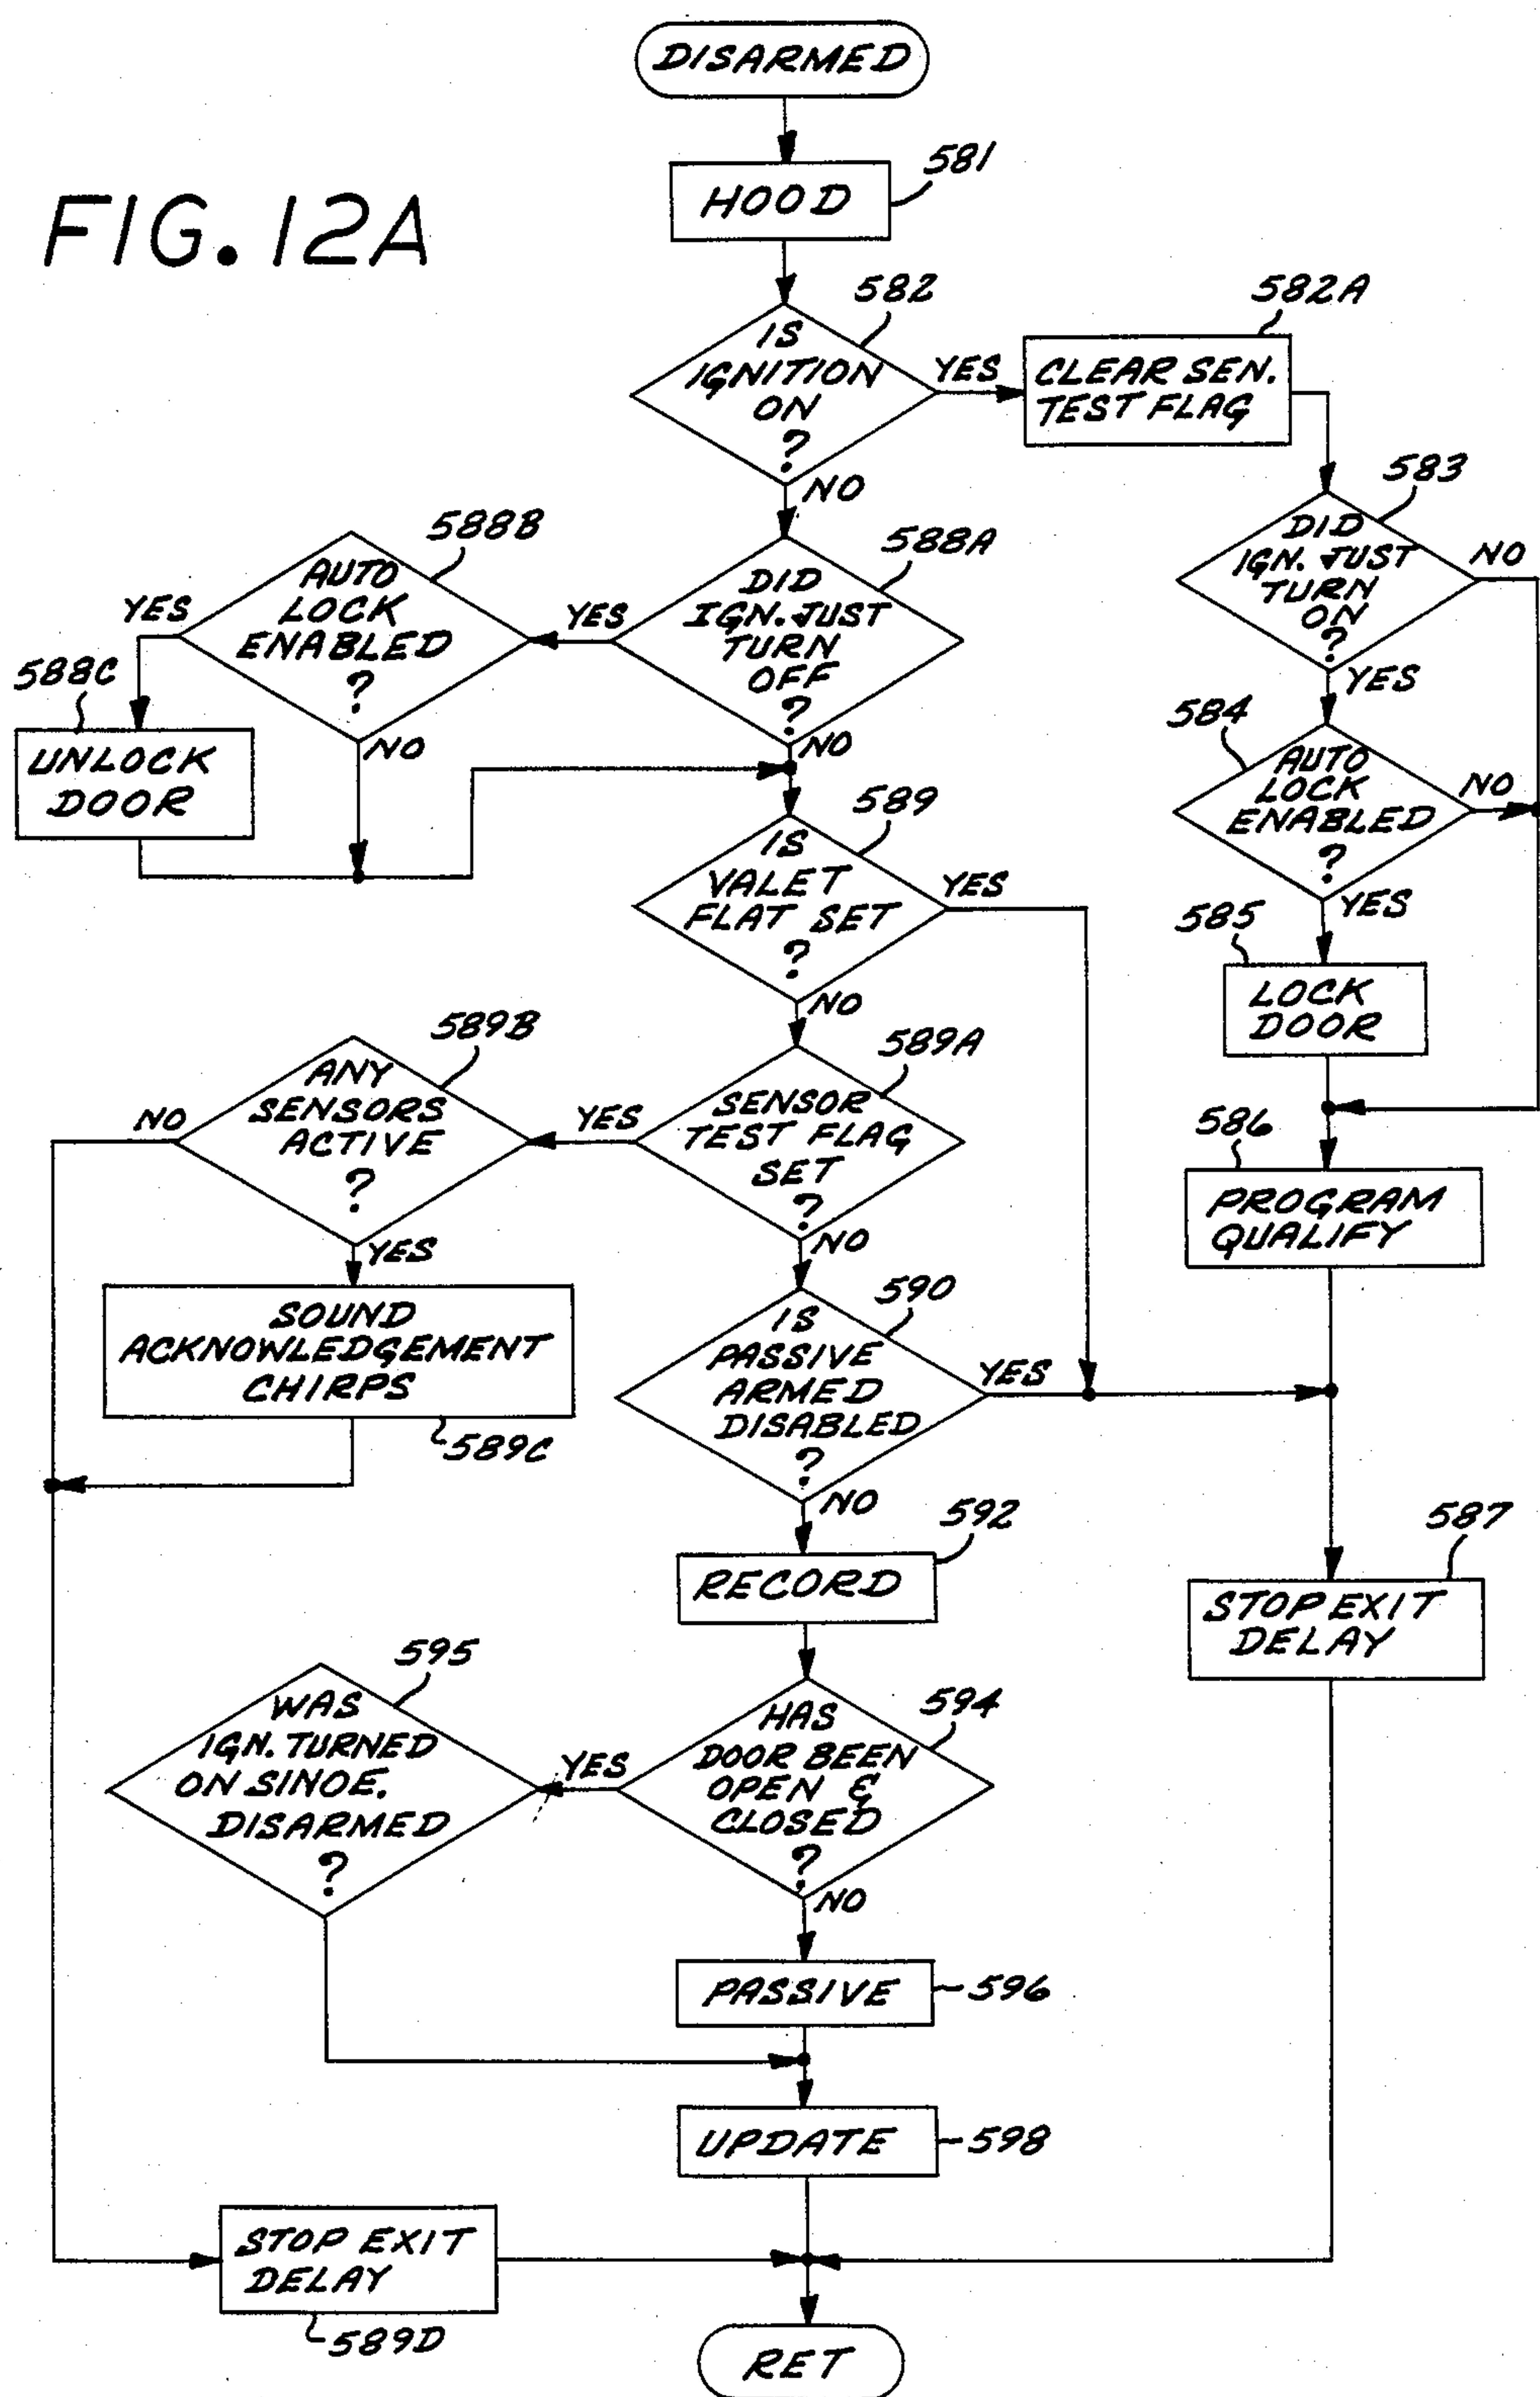 DISARMED
581
HOOD
FIG. 12A
582
582A
IS
IGNITION
ON
?
YES
CLEAR SEN.
TEST FLAG
NO
583
DID
IGN. JUST
TURN
ON
?
NO
YES
588B
AUTO
LOCK
ENABLED
?
YES
NO
588A
DID
IGN. JUST
TURN
OFF
?
YES
NO
588C
UNLOCK
DOOR
584
AUTO
LOCK
ENABLED
?
NO
YES
589
IS
VALET
FLAT SET
?
YES
NO
585
LOCK
DOOR
589B
ANY
SENSORS
ACTIVE
?
NO
YES
589A
SENSOR
TEST FLAG
SET
?
YES
NO
586
PROGRAM
QUALIFY
SOUND
ACKNOWLEDGEMENT
CHIRPS
589C
590
IS
PASSIVE
ARMED
DISABLED
?
YES
NO
592
RECORD
587
STOP EXIT
DELAY
595
WAS
IGN. TURNED
ON SINOE.
DISARMED
?
594
HAS
DOOR BEEN
OPEN &
CLOSED
?
YES
NO
PASSIVE
596
UPDATE
598
STOP EXIT
DELAY
589D
RET